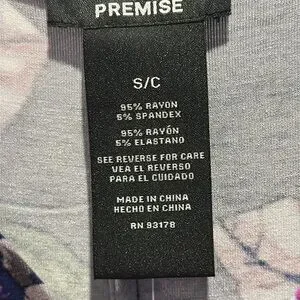 PREMISE
S/C
95% RAYON
5% SPANDEX
95% RAYÓN
5% ELASTANO
SEE REVERSE FOR CARE
VEA EL REVERSO
PARA EL CUIDADO
MADE IN CHINA
HECHO EN CHINA
RN 93178